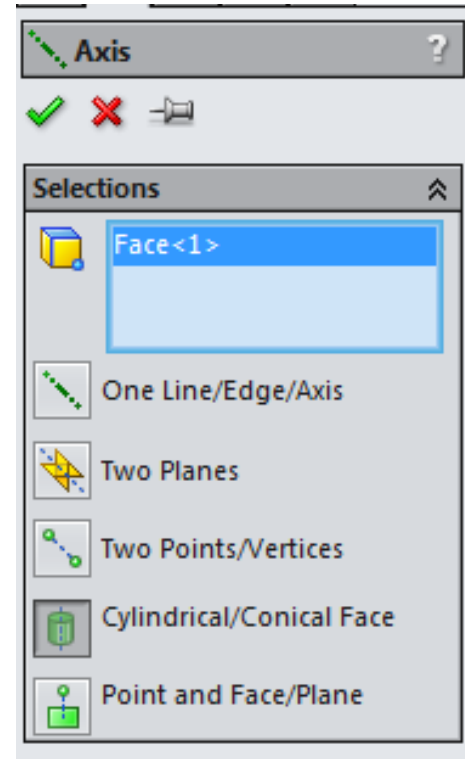 Axis ?
Selections
Face<1>
One Line/Edge/Axis
Two Planes
Two Points/Vertices
Cylindrical/Conical Face
Point and Face/Plane